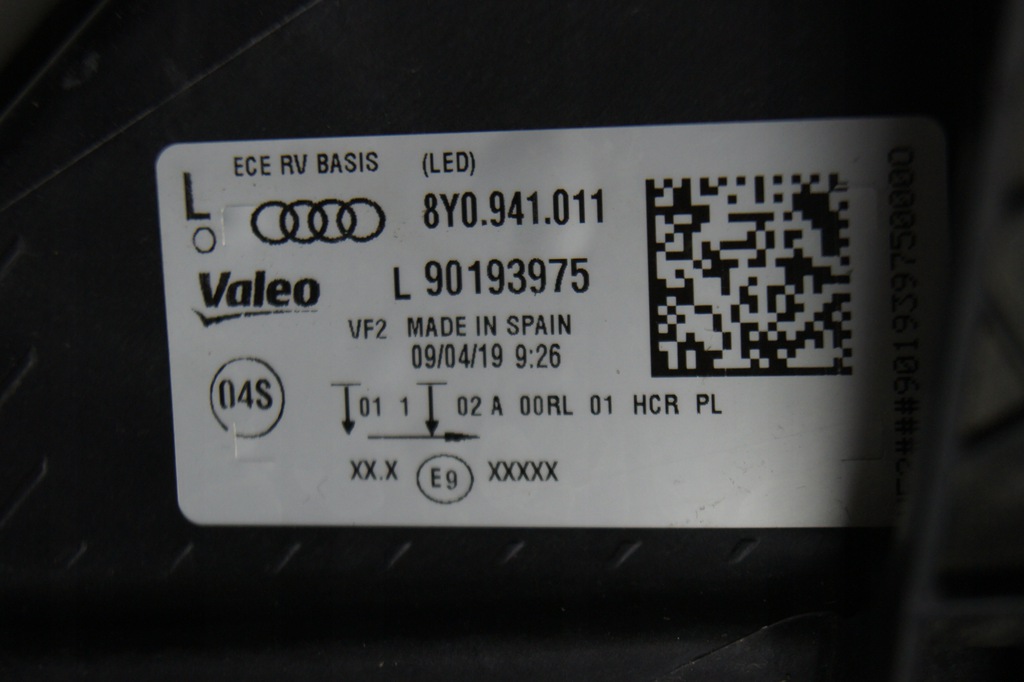 ECE RV BASIS (LED)
L
8Y0.941.011
Valeo
L 90193975
VF2 MADE IN SPAIN
09/04/19 9:26
04S
01 1 02 A 00RL 01 HCR PL
XX.X E9 XXXXX
###901939750000